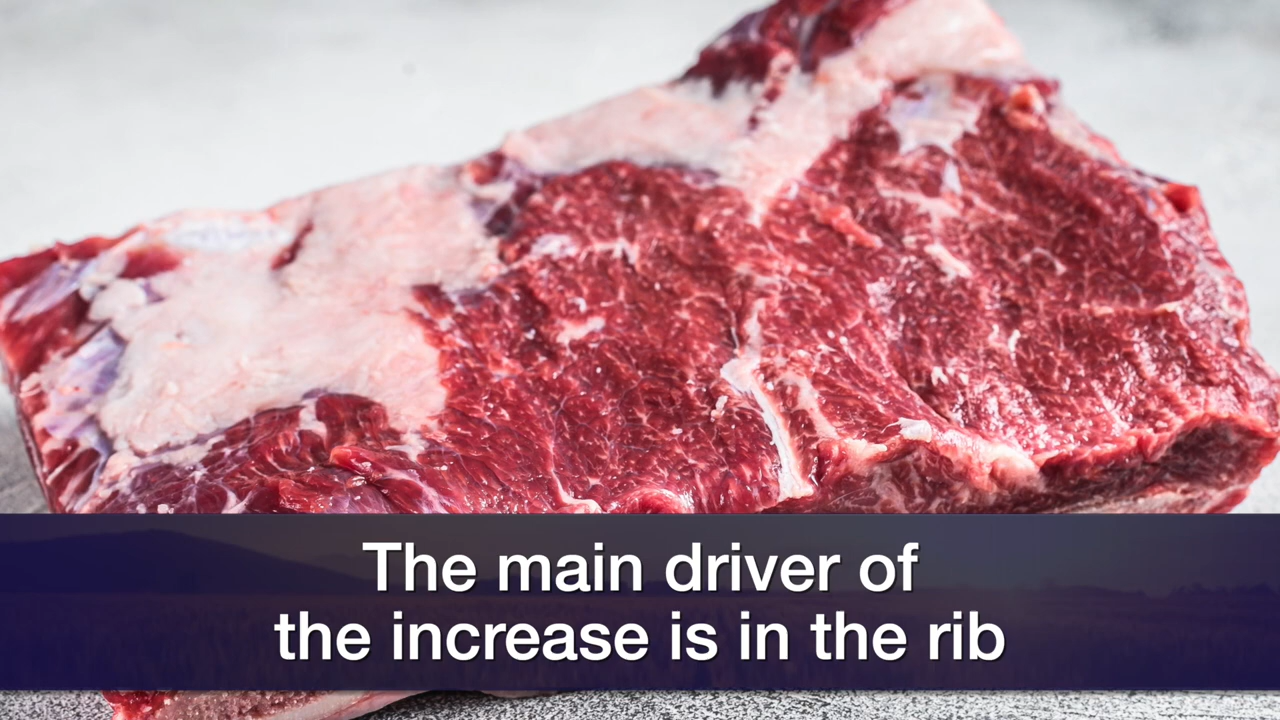 The main driver of
the increase is in the rib